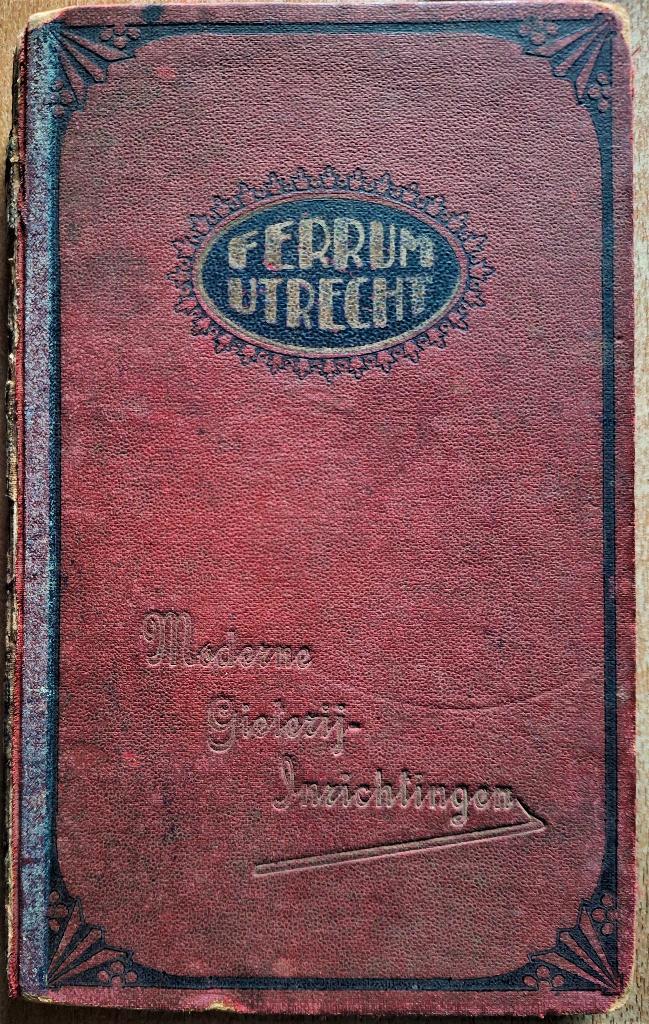 FERRUM
UTRECHT
Moderne
Gieterij-
Inrichtingen